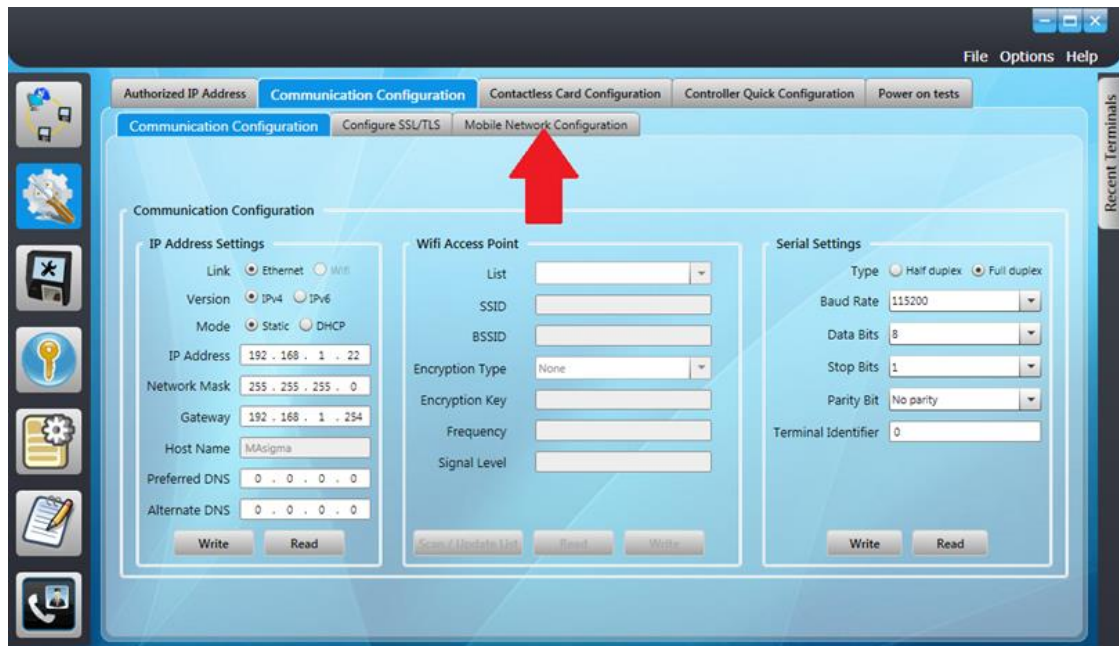 File Options Help
Authorized IP Address Communication Configuration Contactless Card Configuration Controller Quick Configuration Power on tests
Communication Configuration Configure SSL/TLS Mobile Network Configuration
Recent Terminals
Communication Configuration
IP Address Settings
Link Ethernet Wifi
Version IPv4 IPv6
Mode Static DHCP
IP Address 192 . 168 . 1 . 22
Network Mask 255 . 255 . 255 . 0
Gateway 192 . 168 . 1 . 254
Host Name MAsigma
Preferred DNS 0 . 0 . 0 . 0
Alternate DNS 0 . 0 . 0 . 0
Write Read
Wifi Access Point
List
SSID
BSSID
Encryption Type None
Encryption Key
Frequency
Signal Level
Scan / Update List Read Write
Serial Settings
Type Half duplex Full duplex
Baud Rate 115200
Data Bits 8
Stop Bits 1
Parity Bit No parity
Terminal Identifier 0
Write Read